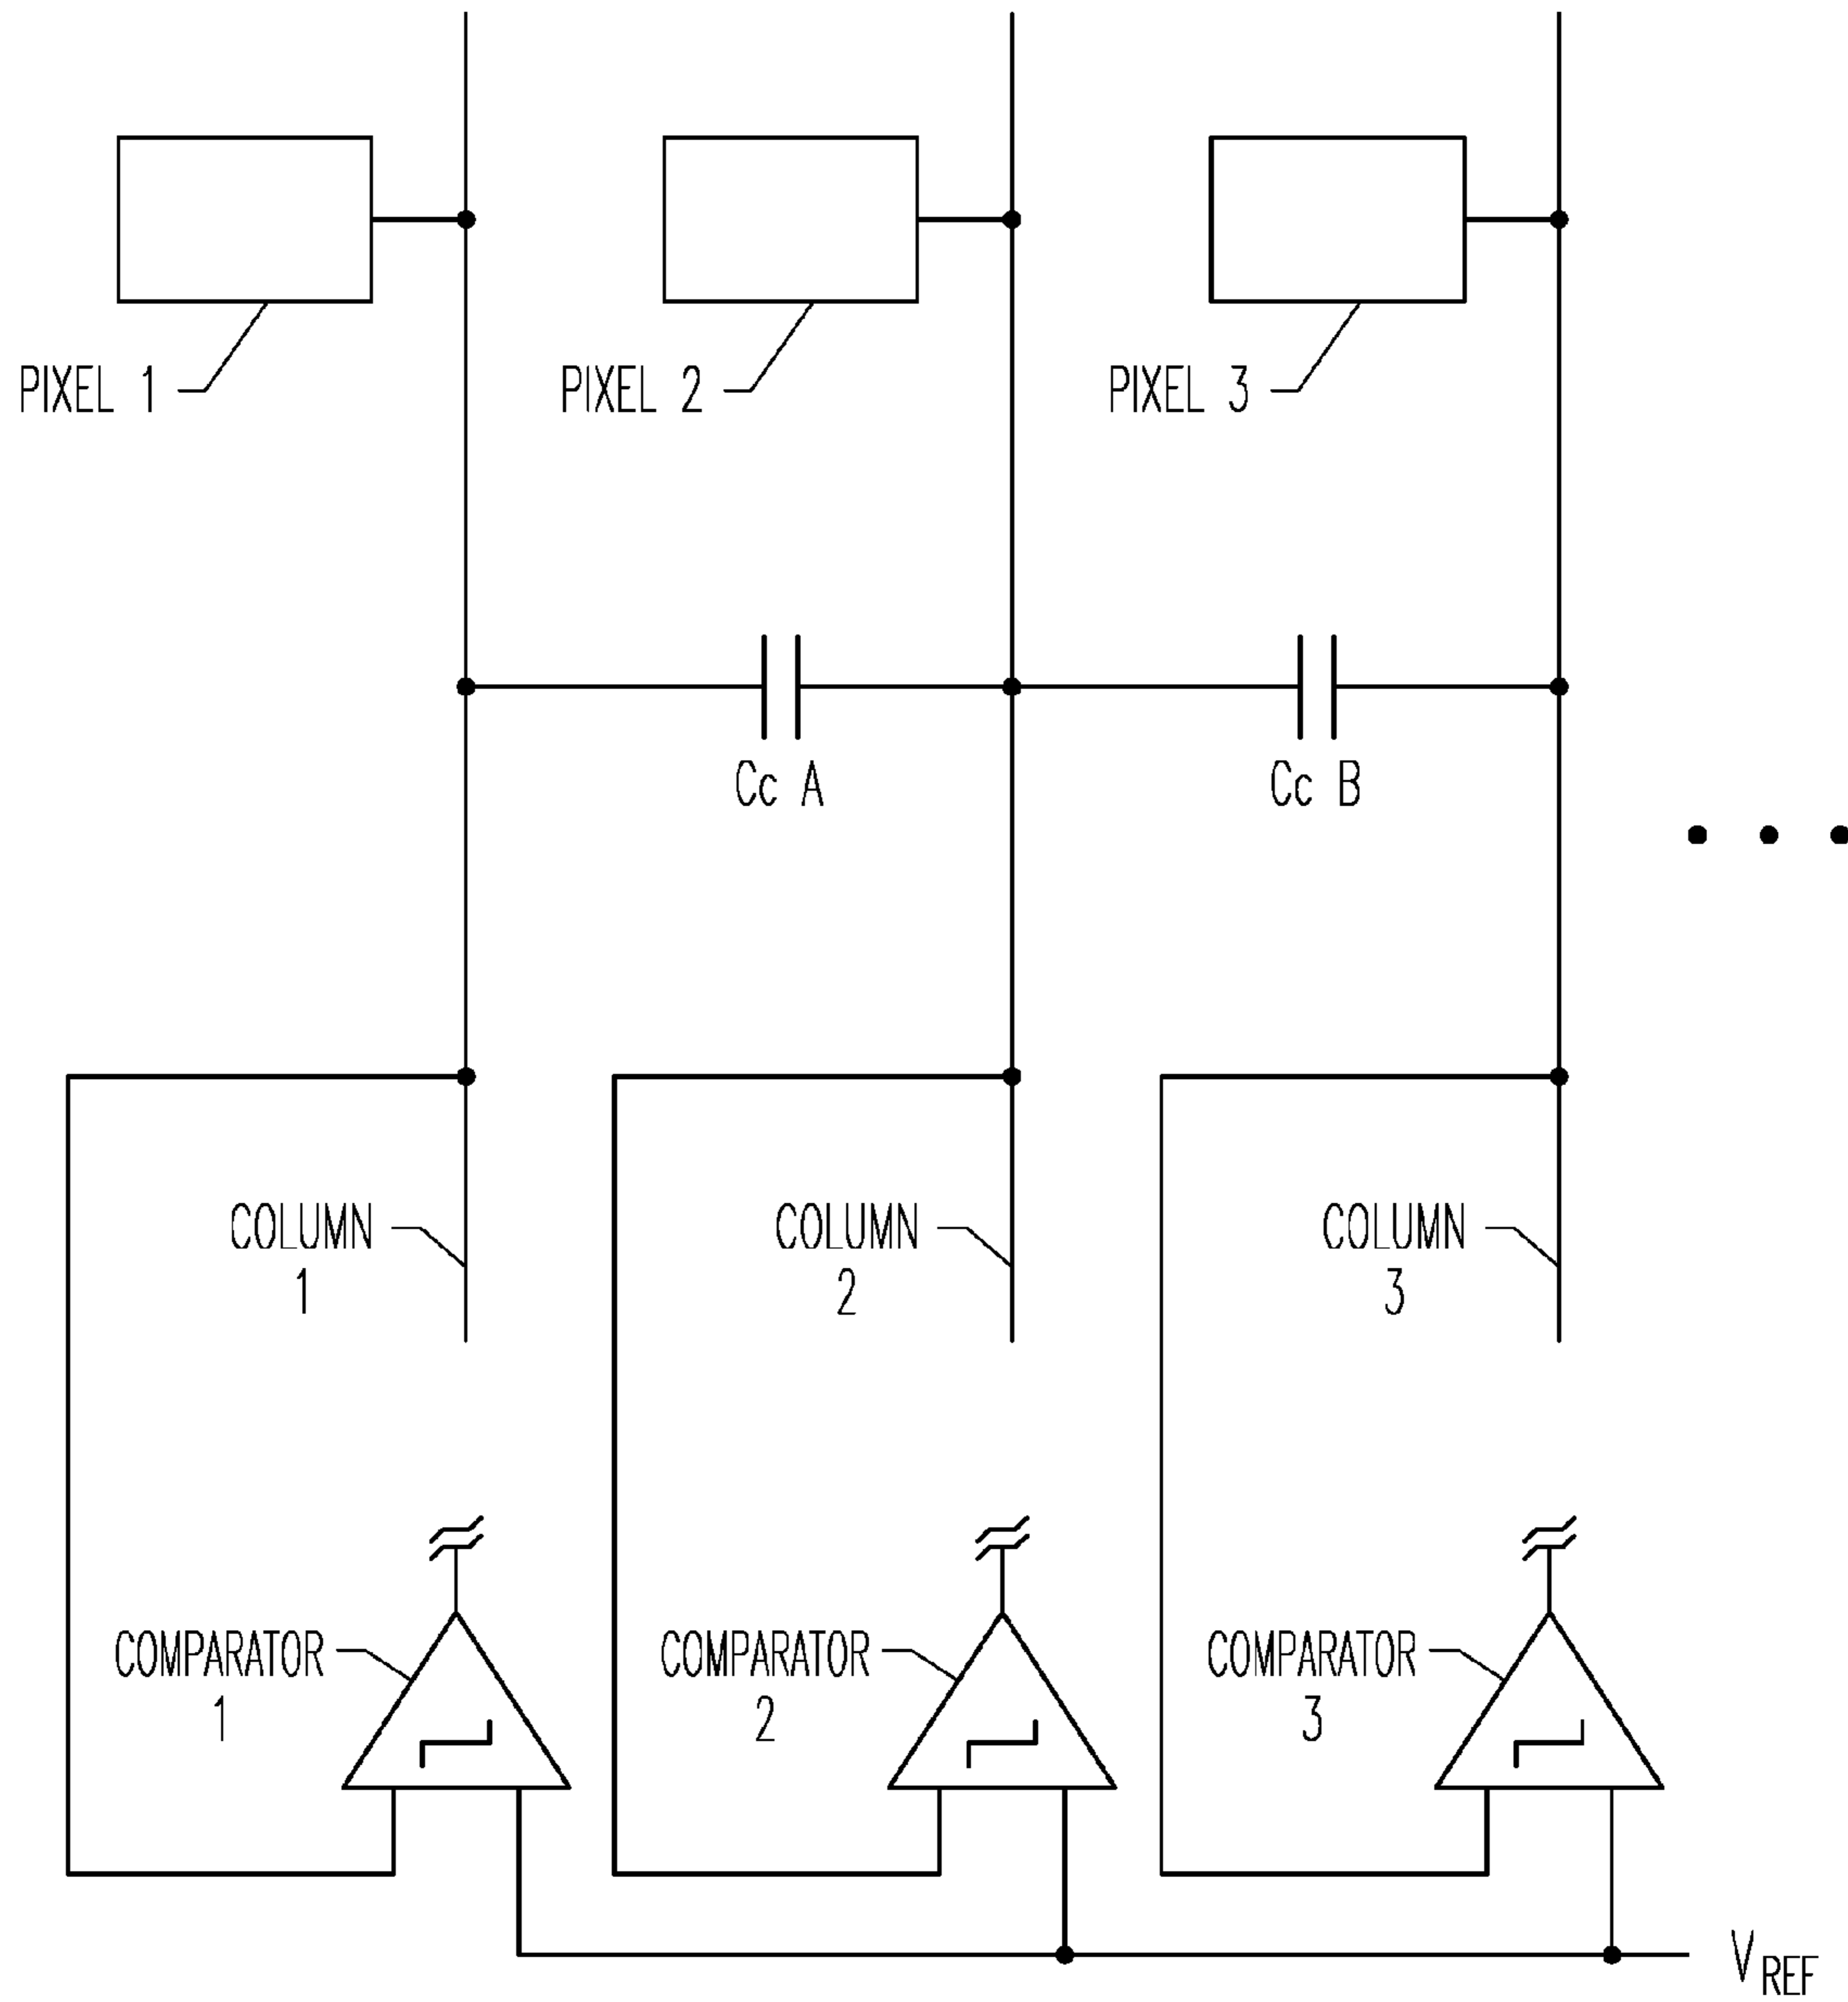 PIXEL 1
PIXEL 2
PIXEL 3
Cc A
Cc B
COLUMN
1
COLUMN
2
COLUMN
3
COMPARATOR
1
COMPARATOR
2
COMPARATOR
3
VREF